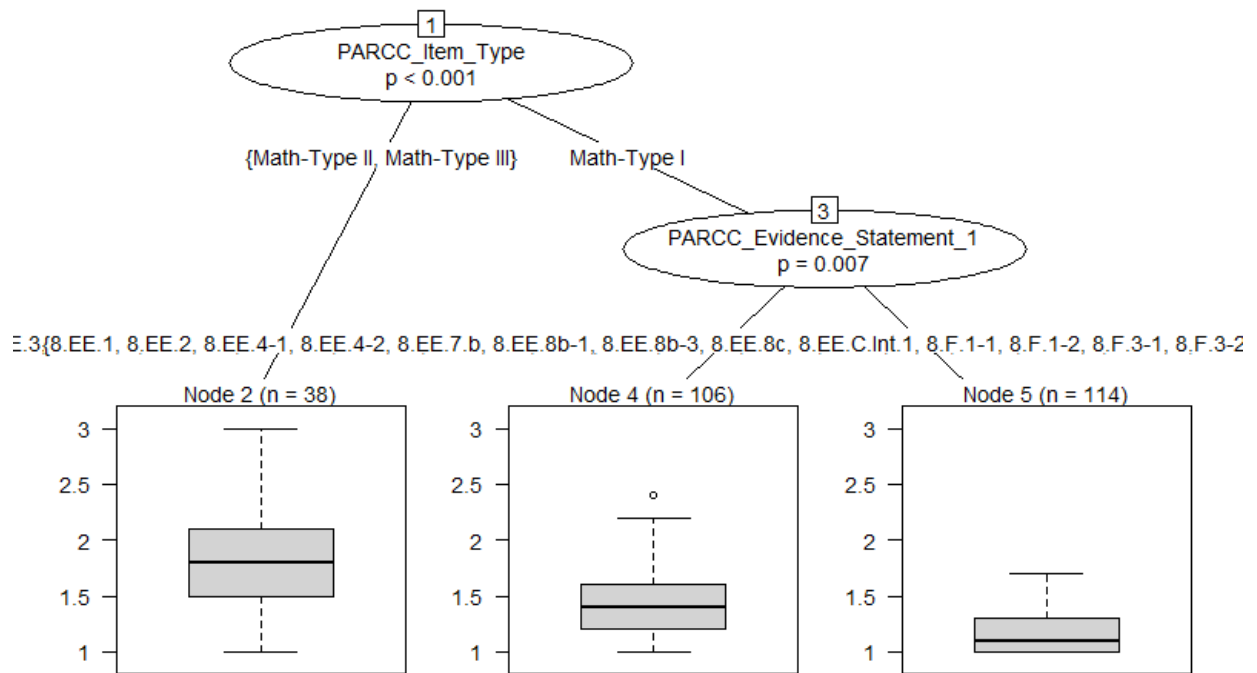 1
PARCC_Item_Type
p < 0.001
{Math-Type II, Math-Type III}
Math-Type I
3
PARCC_Evidence_Statement_1
p = 0.007
E.3,{8.EE.1, 8.EE.2, 8.EE.4-1, 8.EE.4-2, 8.EE.7.b, 8.EE.8b-1, 8.EE.8b-3, 8.EE.8c, 8.EE.C.Int.1, 8.F.1-1, 8.F.1-2, 8.F.3-1, 8.F.3-2
Node 2 (n = 38)
3
2.5
2
1.5
1
Node 4 (n = 106)
3
2.5
2
1.5
1
Node 5 (n = 114)
3
2.5
2
1.5
1